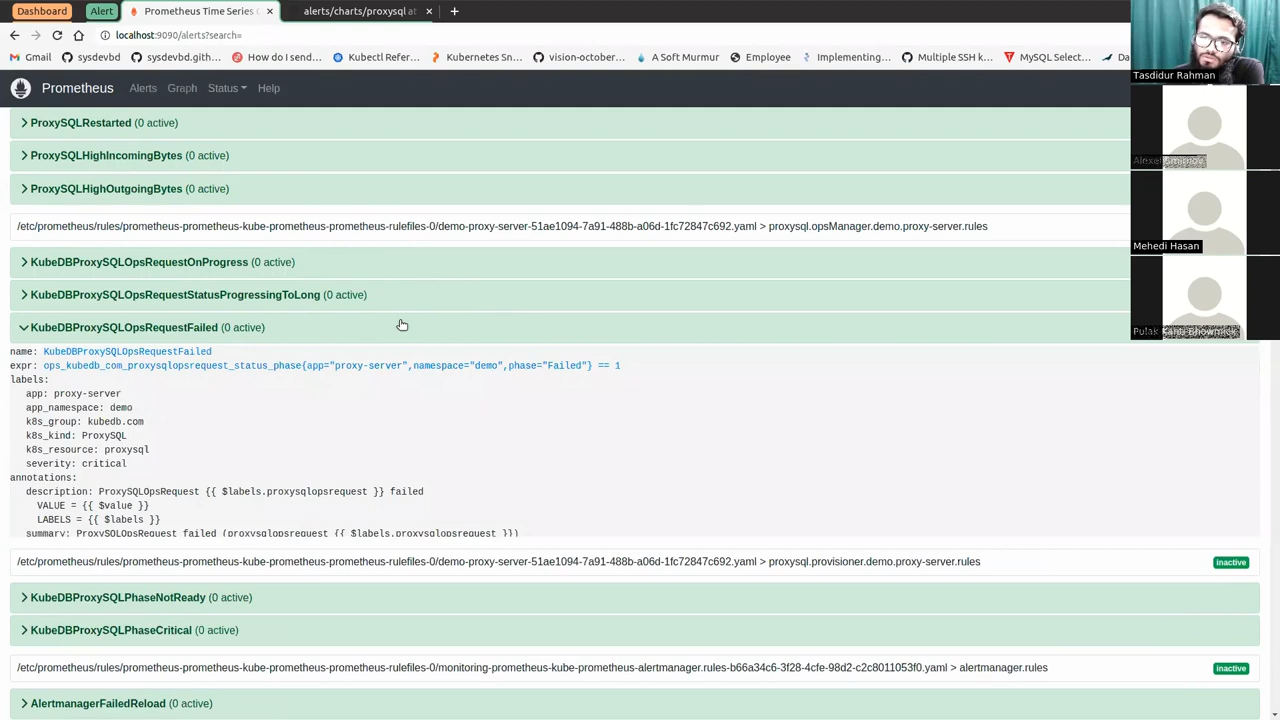 Dashboard Alert Prometheus Time Series alerts/charts/proxysql at
localhost:9090/alerts?search=
Gmail sysdevbd sysdevbd.gith... How do I send... Kubectl Refer... Kubernetes Sn... vision-october... A Soft Murmur Employee Implementing... Multiple SSH k... MySQL Select...
Tasdidur Rahman
Prometheus Alerts Graph Status Help
ProxySQLRestarted (0 active)
ProxySQLHighIncomingBytes (0 active)
ProxySQLHighOutgoingBytes (0 active)
/etc/prometheus/rules/prometheus-prometheus-kube-prometheus-prometheus-rulefiles-0/demo-proxy-server-51ae1094-7a91-488b-a06d-1fc72847c692.yaml > proxysql.opsManager.demo.proxy-server.rules
Mehedi Hasan
KubeDBProxySQLOpsRequestOnProgress (0 active)
KubeDBProxySQLOpsRequestStatusProgressingToLong (0 active)
KubeDBProxySQLOpsRequestFailed (0 active)
name: KubeDBProxySQLOpsRequestFailed
expr: ops_kubedb_com_proxysqlopsrequest_status_phase{app="proxy-server",namespace="demo",phase="Failed"} == 1
labels:
app: proxy-server
app_namespace: demo
k8s_group: kubedb.com
k8s_kind: ProxySQL
k8s_resource: proxysql
severity: critical
annotations:
description: ProxySQLOpsRequest {{ $labels.proxysqlopsrequest }} failed
VALUE = {{ $value }}
LABELS = {{ $labels }}
summary: ProxySQLOpsRequest failed (proxysqlopsrequest {{ $labels.proxysqlopsrequest }})
/etc/prometheus/rules/prometheus-prometheus-kube-prometheus-prometheus-rulefiles-0/demo-proxy-server-51ae1094-7a91-488b-a06d-1fc72847c692.yaml > proxysql.provisioner.demo.proxy-server.rules inactive
KubeDBProxySQLPhaseNotReady (0 active)
KubeDBProxySQLPhaseCritical (0 active)
/etc/prometheus/rules/prometheus-prometheus-kube-prometheus-prometheus-rulefiles-0/monitoring-prometheus-kube-prometheus-alertmanager.rules-b66a34c6-3f28-4cfe-98d2-c2c8011053f0.yaml > alertmanager.rules inactive
AlertmanagerFailedReload (0 active)